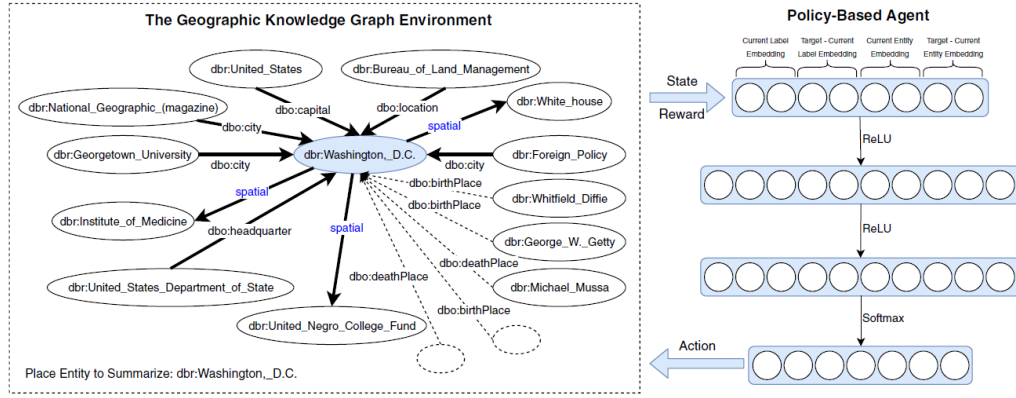 The Geographic Knowledge Graph Environment
dbr:United_States
dbr:Bureau_of_Land_Management
dbr:National_Geographic_(magazine)
dbo:capital
dbo:location
dbr:White_house
dbo:city
spatial
dbr:Georgetown_University
dbo:city
dbr:Washington,_D.C.
dbo:city
dbr:Foreign_Policy
spatial
spatial
dbo:birthPlace
dbr:Whitfield_Diffie
dbr:Institute_of_Medicine
dbo:birthPlace
dbo:headquarter
dbr:George_W._Getty
dbo:deathPlace
dbo:deathPlace
dbr:United_States_Department_of_State
dbr:Michael_Mussa
dbo:birthPlace
dbr:United_Negro_College_Fund
Place Entity to Summarize: dbr:Washington,_D.C.
Policy-Based Agent
Current Label
Embedding
Target - Current
Label Embedding
Current Entity
Embedding
Target - Current
Entity Embedding
State
Reward
ReLU
ReLU
Softmax
Action